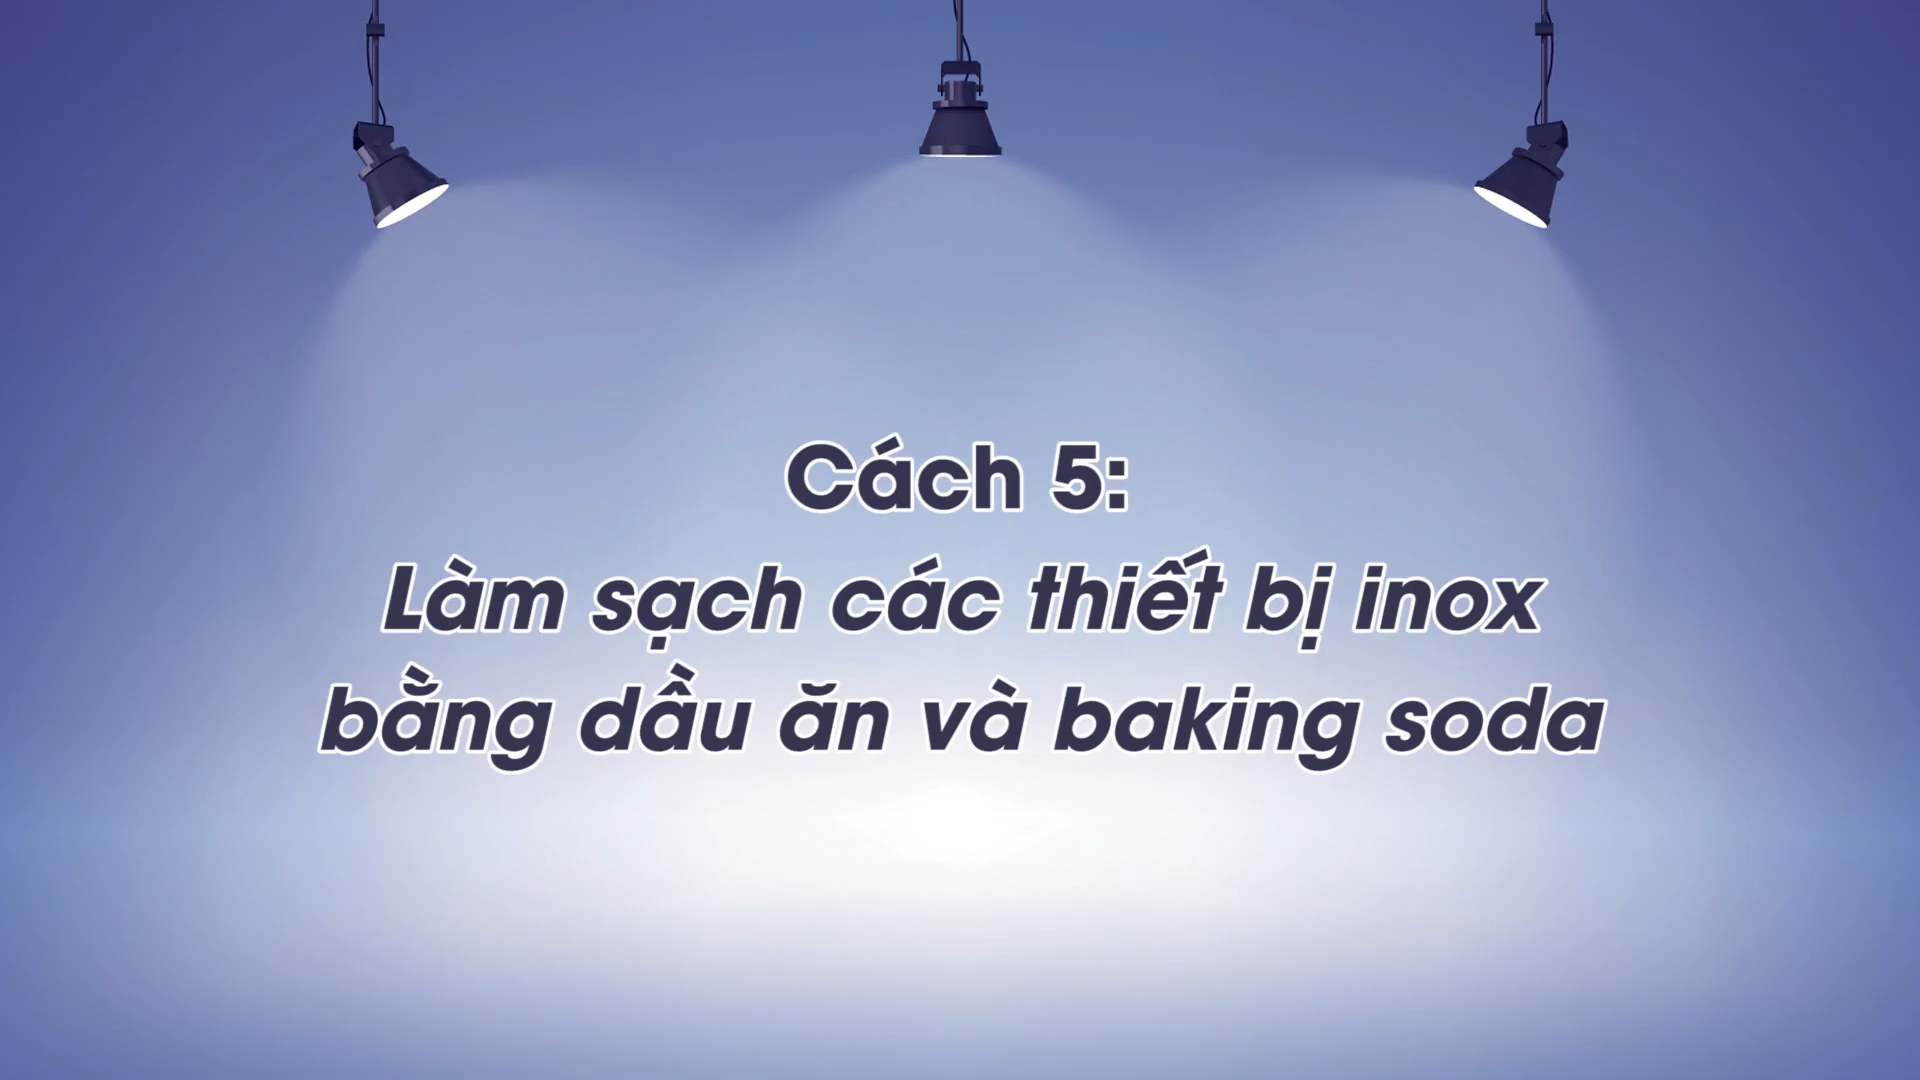 Cách 5:
Làm sạch các thiết bị inox
bằng dầu ăn và baking soda